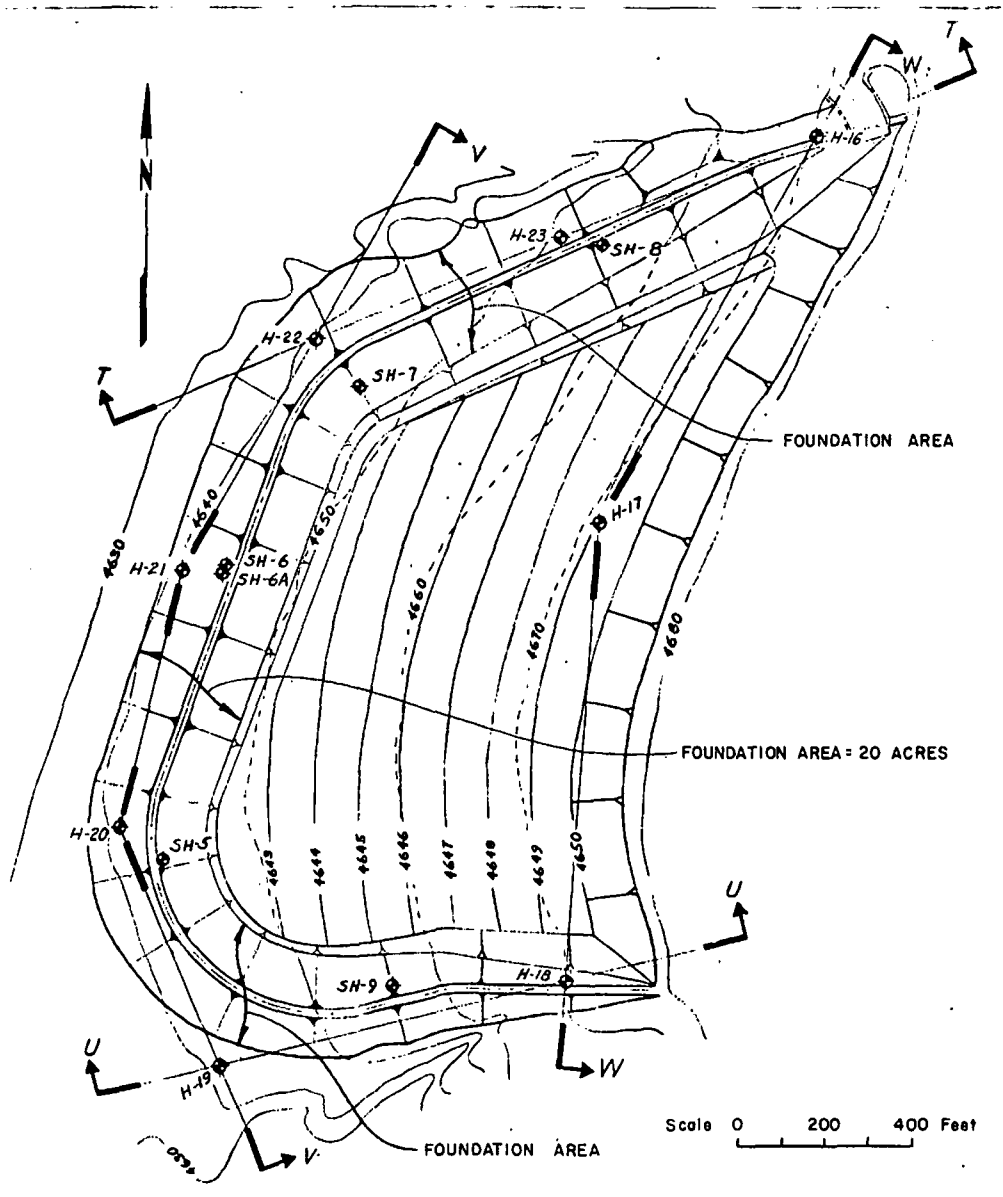 T
W
N
V
H-16
H-23
SH-8
H-22
SH-7
T
FOUNDATION AREA
4650
H-17
4640
4630
H-21
SH-6
SH-6A
4660
4670
4680
FOUNDATION AREA = 20 ACRES
H-20
SH-5
4643
4644
4645
4646
4647
4648
4649
4650
U
H-18
SH-9
U
W
H-19
Scale 0 200 400 Feet
FOUNDATION AREA
V
4630